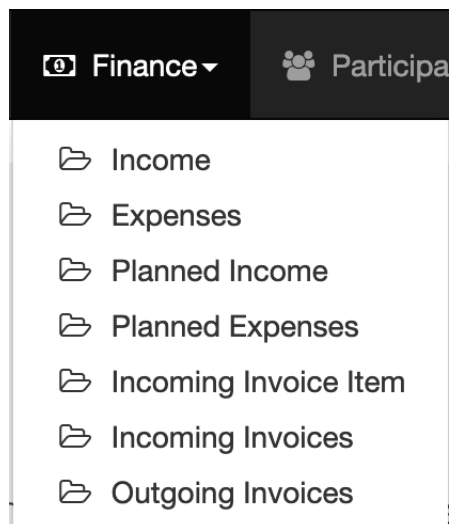 Finance
Participa
Income
Expenses
Planned Income
Planned Expenses
Incoming Invoice Item
Incoming Invoices
Outgoing Invoices